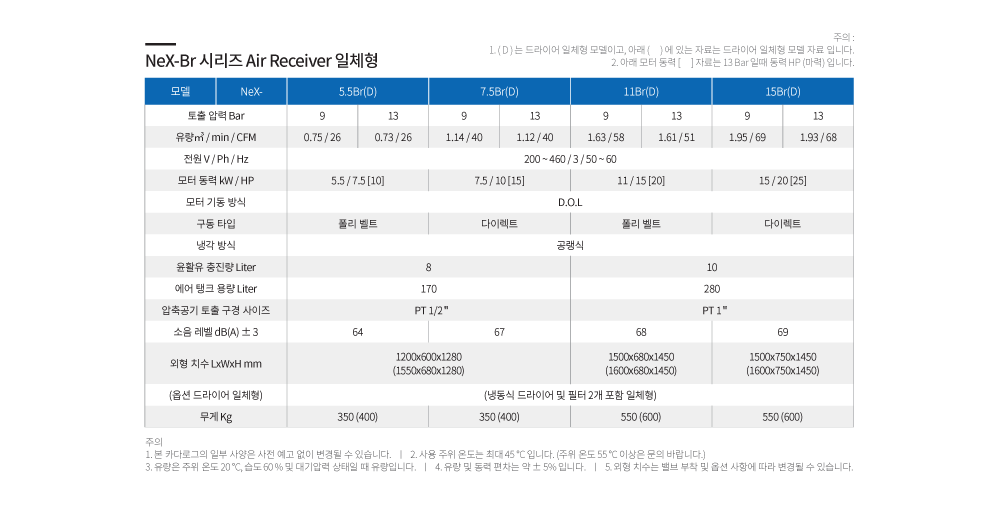 주의 :
1. ( D ) 는 드라이어 일체형 모델이고, 아래 (     ) 에 있는 자료는 드라이어 일체형 모델 자료 입니다.
2. 아래 모터 동력 [     ] 자료는 13 Bar 일때 동력 HP (마력) 입니다.
NeX-Br 시리즈 Air Receiver 일체형
모델 NeX- 5.5Br(D) 7.5Br(D) 11Br(D) 15Br(D)
토출 압력 Bar 9 13 9 13 9 13 9 13
유량㎥ / min / CFM 0.75 / 26 0.73 / 26 1.14 / 40 1.12 / 40 1.63 / 58 1.61 / 51 1.95 / 69 1.93 / 68
전원 V / Ph / Hz 200 ~ 460 / 3 / 50 ~ 60
모터 동력 kW / HP 5.5 / 7.5 [10] 7.5 / 10 [15] 11 / 15 [20] 15 / 20 [25]
모터 기동 방식 D.O.L
구동 타입 폴리 벨트 다이렉트 폴리 벨트 다이렉트
냉각 방식 공랭식
윤활유 충진량 Liter 8 10
에어 탱크 용량 Liter 170 280
압축공기 토출 구경 사이즈 PT 1/2" PT 1"
소음 레벨 dB(A) ± 3 64 67 68 69
외형 치수 LxWxH mm 1200x600x1280 1500x680x1450 1500x750x1450
(1550x680x1280) (1600x680x1450) (1600x750x1450)
(옵션 드라이어 일체형) (냉동식 드라이어 및 필터 2개 포함 일체형)
무게 Kg 350 (400) 350 (400) 550 (600) 550 (600)
주의
1. 본 카다로그의 일부 사양은 사전 예고 없이 변경될 수 있습니다. | 2. 사용 주위 온도는 최대 45 °C 입니다. (주위 온도 55 °C 이상은 문의 바랍니다.)
3. 유량은 주위 온도 20 °C, 습도 60 % 및 대기압력 상태일 때 유량입니다. | 4. 유량 및 동력 편차는 약 ± 5% 입니다. | 5. 외형 치수는 밸브 부착 및 옵션 사항에 따라 변경될 수 있습니다.